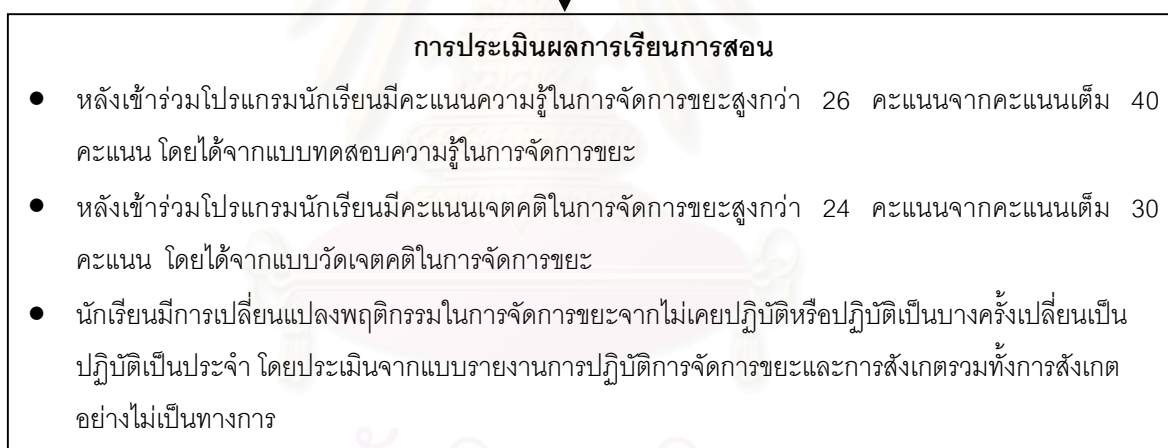 การประเมินผลการเรียนการสอน
● หลังเข้าร่วมโปรแกรมนักเรียนมีคะแนนความรู้ในการจัดการขยะสูงกว่า 26 คะแนนจากคะแนนเต็ม 40
คะแนน โดยได้จากแบบทดสอบความรู้ในการจัดการขยะ
● หลังเข้าร่วมโปรแกรมนักเรียนมีคะแนนเจตคติในการจัดการขยะสูงกว่า 24 คะแนนจากคะแนนเต็ม 30
คะแนน โดยได้จากแบบวัดเจตคติในการจัดการขยะ
● นักเรียนมีการเปลี่ยนแปลงพฤติกรรมในการจัดการขยะจากไม่เคยปฏิบัติหรือปฏิบัติเป็นบางครั้งเปลี่ยนเป็น
ปฏิบัติเป็นประจำ โดยประเมินจากแบบรายงานการปฏิบัติการจัดการขยะและการสังเกตรวมทั้งการสังเกต
อย่างไม่เป็นทางการ